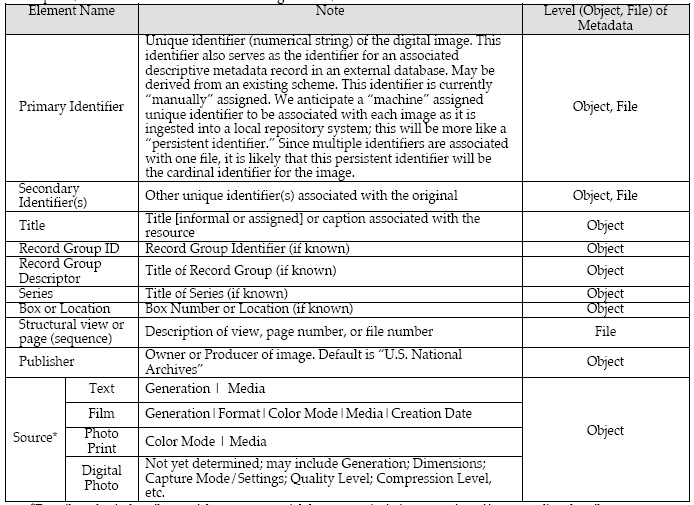 Element Name
Note
Level (Object, File) of
Metadata
Primary Identifier
Unique identifier (numerical string) of the digital image. This
identifier also serves as the identifier for an associated
descriptive metadata record in an external database. May be
derived from an existing scheme. This identifier is currently
“manually” assigned. We anticipate a “machine” assigned
unique identifier to be associated with each image as it is
ingested into a local repository system; this will be more like a
“persistent identifier.” Since multiple identifiers are associated
with one file, it is likely that this persistent identifier will be
the cardinal identifier for the image.
Object, File
Secondary
Identifier(s)
Other unique identifier(s) associated with the original
Object, File
Title
Title [informal or assigned] or caption associated with the
resource
Object
Record Group ID
Record Group Identifier (if known)
Object
Record Group
Descriptor
Title of Record Group (if known)
Object
Series
Title of Series (if known)
Object
Box or Location
Box Number or Location (if known)
Object
Structural view or
page (sequence)
Description of view, page number, or file number
File
Publisher
Owner or Producer of image. Default is “U.S. National
Archives”
Object
Source*
Text
Generation | Media
Film
Generation|Format|Color Mode|Media|Creation Date
Photo
Print
Color Mode | Media
Digital
Photo
Not yet determined; may include Generation; Dimensions;
Capture Mode/Settings; Quality Level; Compression Level,
etc.
Object